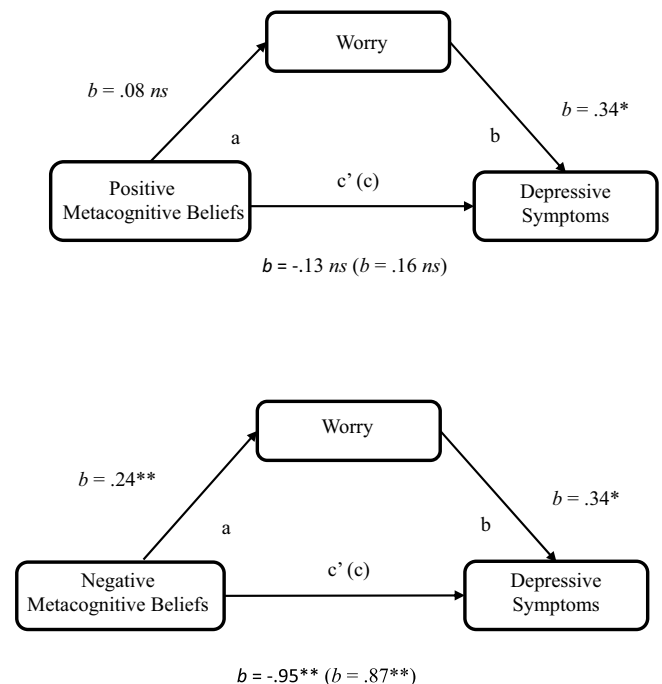 Worry
b = .08 ns
b = .34*
a
b
Positive
Metacognitive Beliefs
c’ (c)
Depressive
Symptoms
b = -.13 ns (b = .16 ns)
Worry
b = .24**
b = .34*
a
b
Negative
Metacognitive Beliefs
c’ (c)
Depressive
Symptoms
b = -.95** (b = .87**)